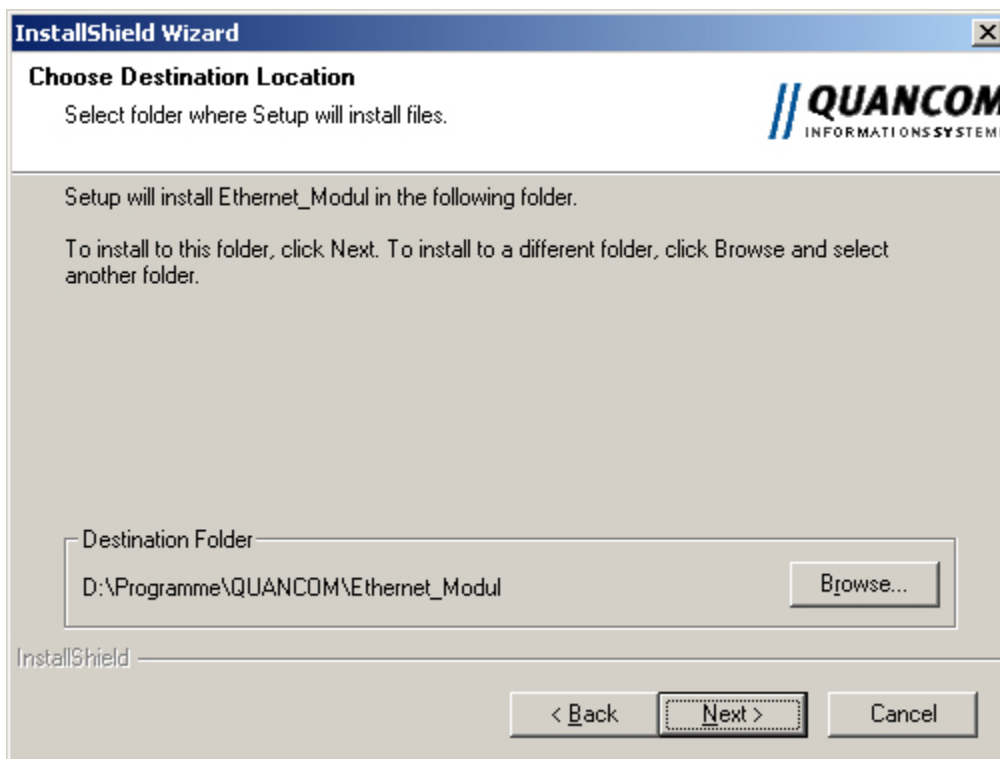 InstallShield Wizard
Choose Destination Location
Select folder where Setup will install files.
QUANCOM
INFORMATIONSSYSTEM
Setup will install Ethernet_Modul in the following folder.
To install to this folder, click Next. To install to a different folder, click Browse and select
another folder.
Destination Folder
D:\Programme\QUANCOM\Ethernet_Modul
Browse...
InstallShield
< Back
Next >
Cancel